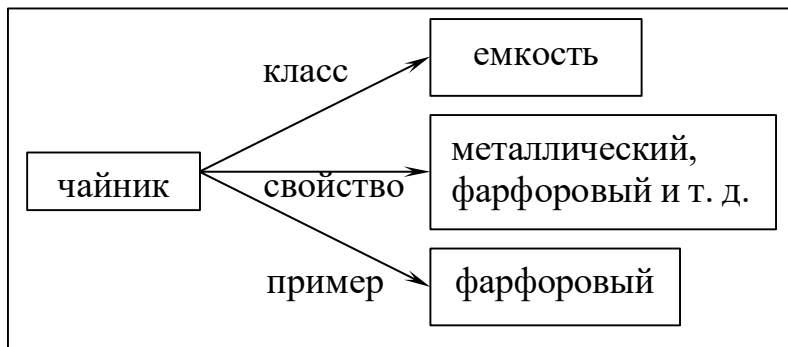 класс
емкость
чайник
свойство
металлический,
фарфоровый и т. д.
пример
фарфоровый